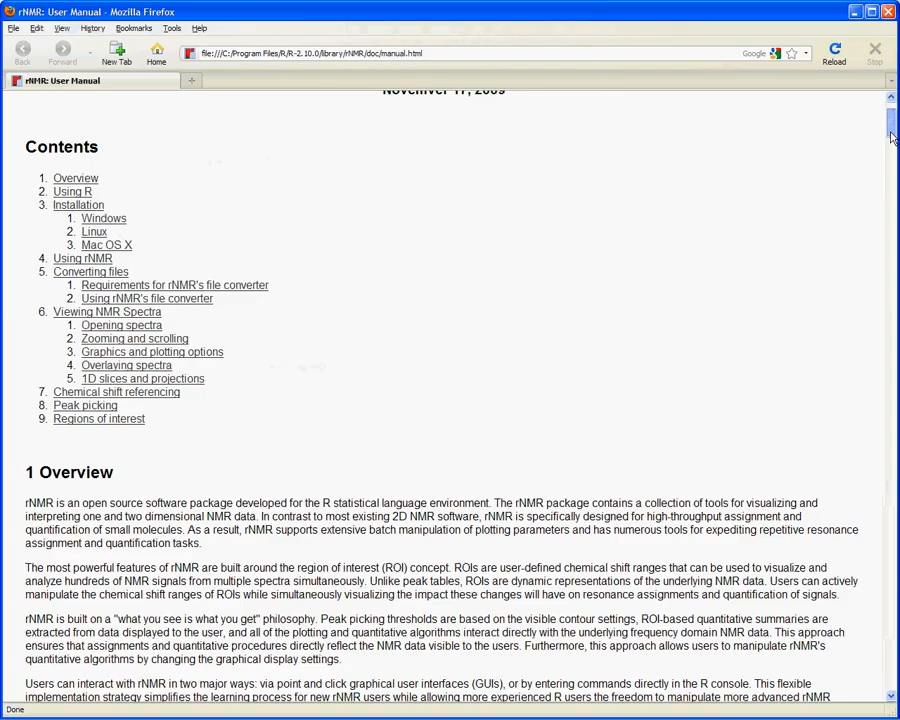 rNMR: User Manual - Mozilla Firefox
File Edit View History Bookmarks Tools Help
Back Forward New Tab Home file:///C:/Program Files/R/R-2.10.0/library/rNMR/doc/manual.html Google Reload Stop
rNMR: User Manual
November 17, 2009
Contents
1. Overview
2. Using R
3. Installation
1. Windows
2. Linux
3. Mac OS X
4. Using rNMR
5. Converting files
1. Requirements for rNMR's file converter
2. Using rNMR's file converter
6. Viewing NMR Spectra
1. Opening spectra
2. Zooming and scrolling
3. Graphics and plotting options
4. Overlaying spectra
5. 1D slices and projections
7. Chemical shift referencing
8. Peak picking
9. Regions of interest
1 Overview
rNMR is an open source software package developed for the R statistical language environment. The rNMR package contains a collection of tools for visualizing and
interpreting one and two dimensional NMR data. In contrast to most existing 2D NMR software, rNMR is specifically designed for high-throughput assignment and
quantification of small molecules. As a result, rNMR supports extensive batch manipulation of plotting parameters and has numerous tools for expediting repetitive resonance
assignment and quantification tasks.
The most powerful features of rNMR are built around the region of interest (ROI) concept. ROIs are user-defined chemical shift ranges that can be used to visualize and
analyze hundreds of NMR signals from multiple spectra simultaneously. Unlike peak tables, ROIs are dynamic representations of the underlying NMR data. Users can actively
manipulate the chemical shift ranges of ROIs while simultaneously visualizing the impact these changes will have on resonance assignments and quantification of signals.
rNMR is built on a "what you see is what you get" philosophy. Peak picking thresholds are based on the visible contour settings, ROI-based quantitative summaries are
extracted from data displayed to the user, and all of the plotting and quantitative algorithms interact directly with the underlying frequency domain NMR data. This approach
ensures that assignments and quantitative procedures directly reflect the NMR data visible to the users. Furthermore, this approach allows users to manipulate rNMR's
quantitative algorithms by changing the graphical display settings.
Users can interact with rNMR in two major ways: via point and click graphical user interfaces (GUIs), or by entering commands directly in the R console. This flexible
implementation strategy simplifies the learning process for new rNMR users while allowing more experienced R users the freedom to manipulate more advanced rNMR
Done